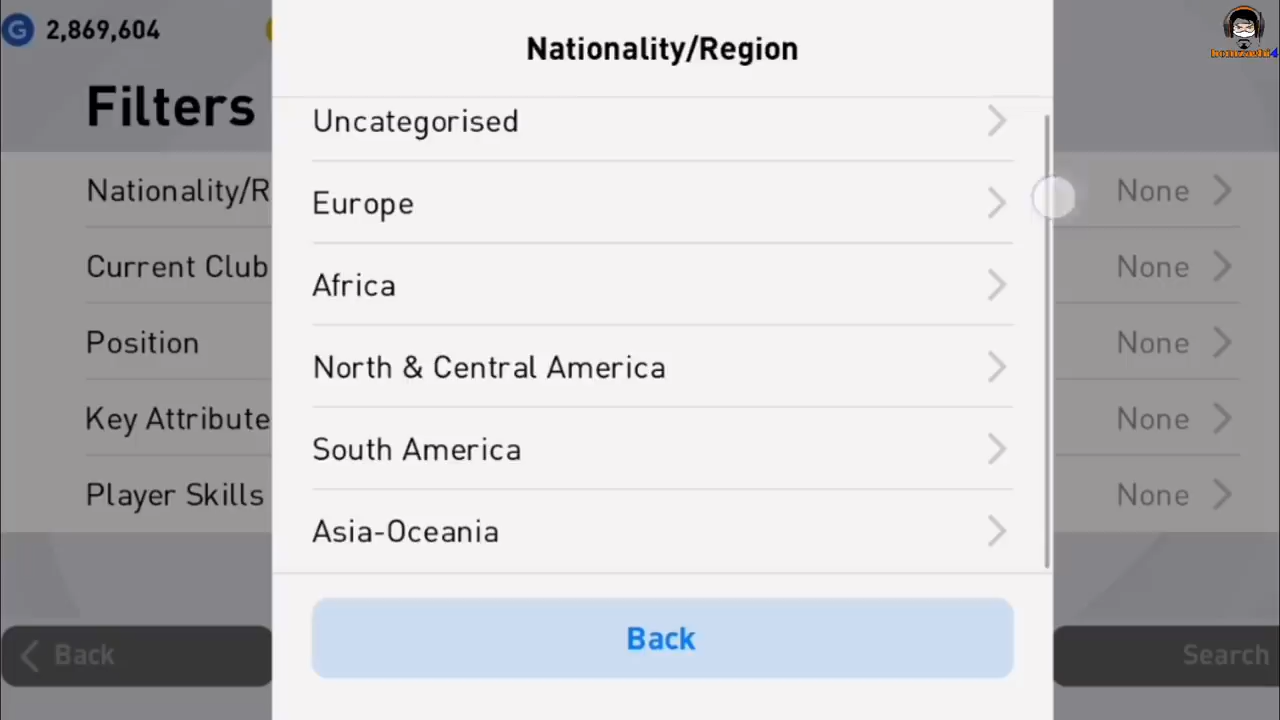 G 2,869,604
Nationality/Region
Filters
Uncategorised
Nationality/R
None
Europe
Current Club
None
Africa
Position
None
North & Central America
Key Attribute
None
South America
Player Skills
None
Asia-Oceania
Back
Back
Search